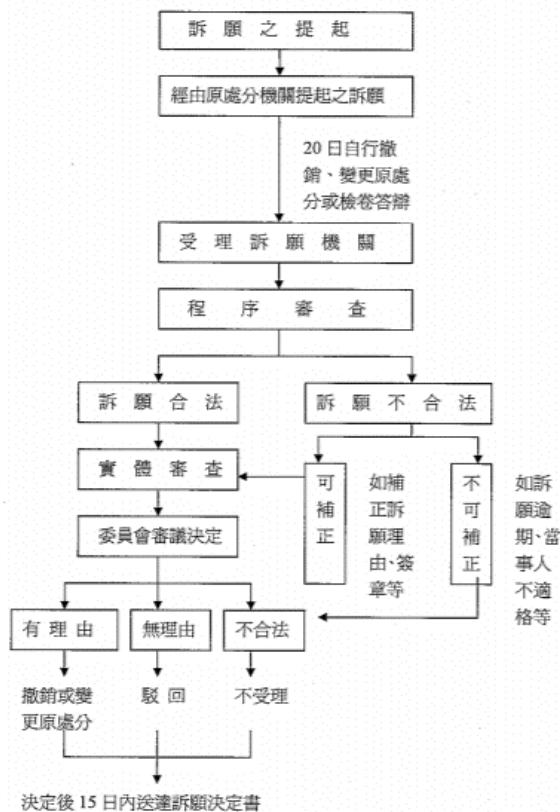 訴願之提起
經由原處分機關提起之訴願
20日自行撤
銷、變更原處
分或檢卷答辯
受理訴願機關
程序審查
訴願合法
訴願不合法
實體審查
可補正
如補
正訴
願理
由、簽
章等
不可補正
如訴
願逾
期、當
事人
不適
格等
委員會審議決定
有理由
無理由
不合法
撤銷或變
更原處分
駁回
不受理
決定後15日內送達訴願決定書